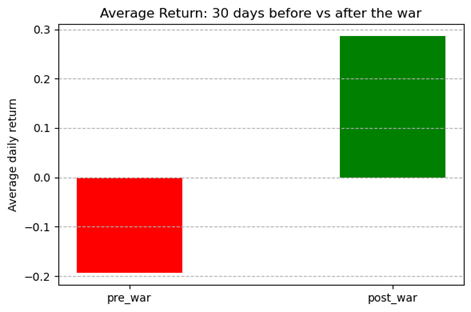 Average Return: 30 days before vs after the war
Average daily return
0.3
0.2
0.1
0.0
−0.1
−0.2
pre_war
post_war